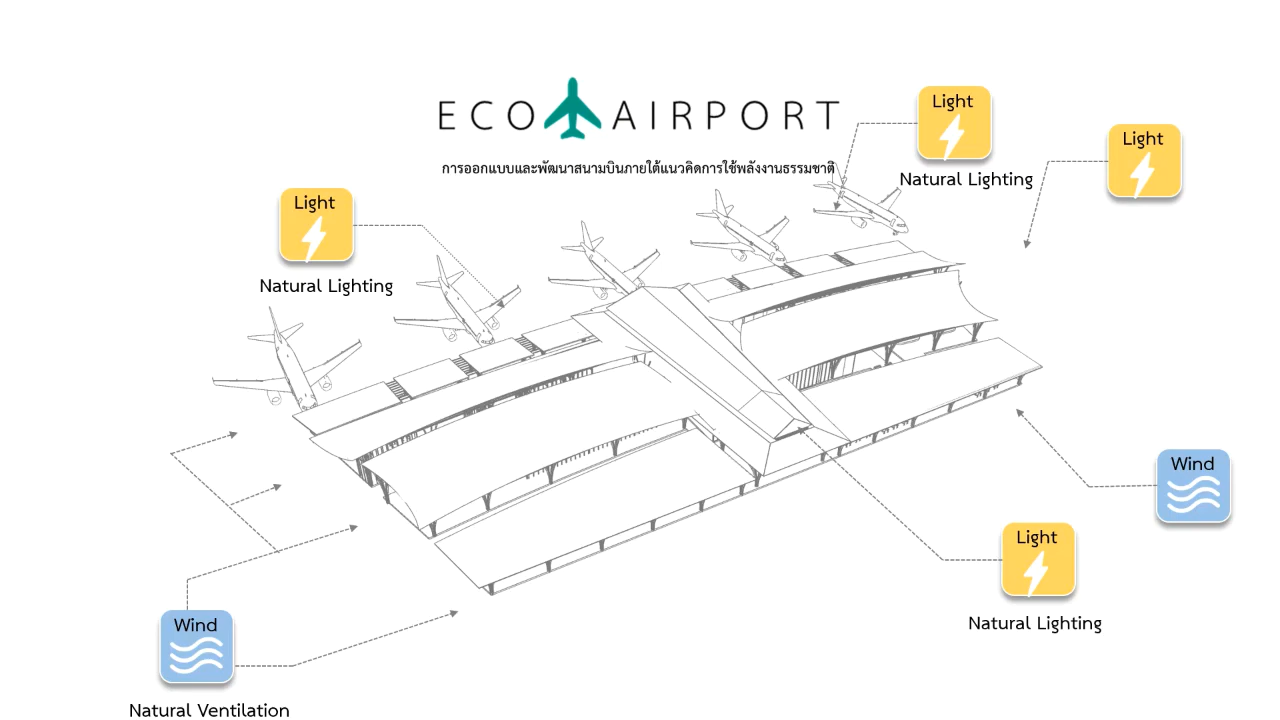 ECO AIRPORT
การออกแบบและพัฒนาสนามบินภายใต้แนวคิดการใช้พลังงานธรรมชาติ
Light
Natural Lighting
Light
Light
Natural Lighting
Wind
Light
Natural Lighting
Wind
Natural Ventilation